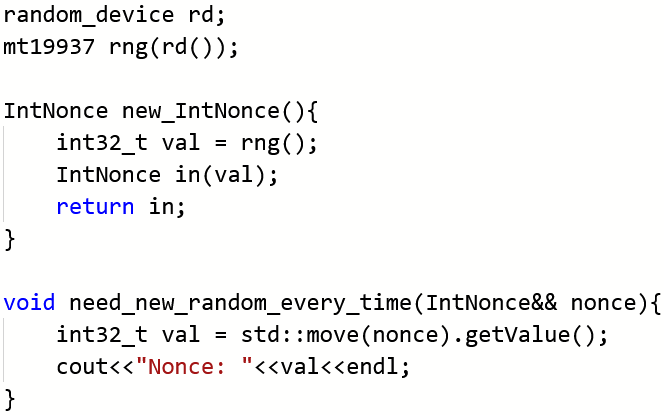 random_device rd;
mt19937 rng(rd());

IntNonce new_IntNonce(){
    int32_t val = rng();
    IntNonce in(val);
    return in;
}

void need_new_random_every_time(IntNonce&& nonce){
    int32_t val = std::move(nonce).getValue();
    cout<<"Nonce: "<<val<<endl;
}